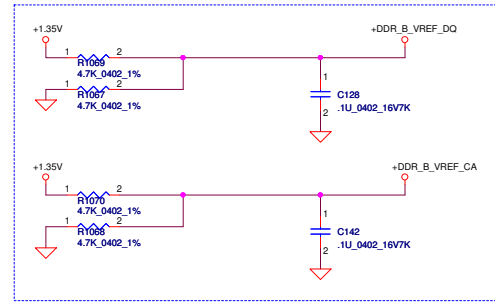 +1.35V
+DDR_B_VREF_DQ
1 2
R1069
4.7K_0402_1%
1 2
R1067
4.7K_0402_1%
1
2
C128
.1U_0402_16V7K
+1.35V
+DDR_B_VREF_CA
1 2
R1070
4.7K_0402_1%
1 2
R1068
4.7K_0402_1%
1
2
C142
.1U_0402_16V7K